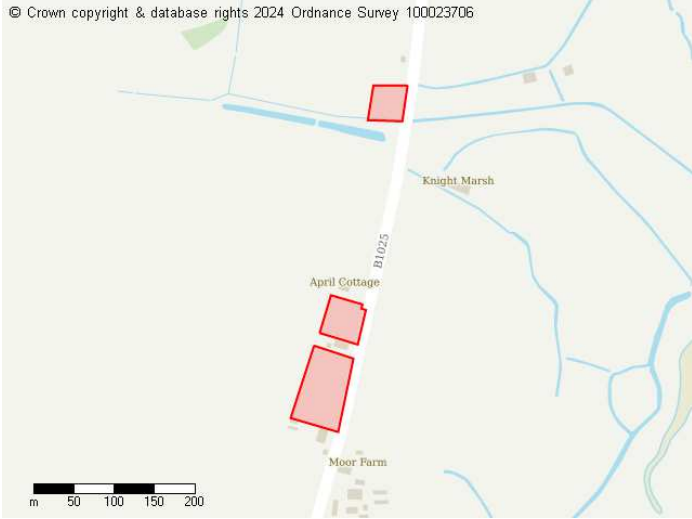 © Crown copyright & database rights 2024 Ordnance Survey 100023706
Knight Marsh
B1025
April Cottage
Moor Farm
m 50 100 150 200